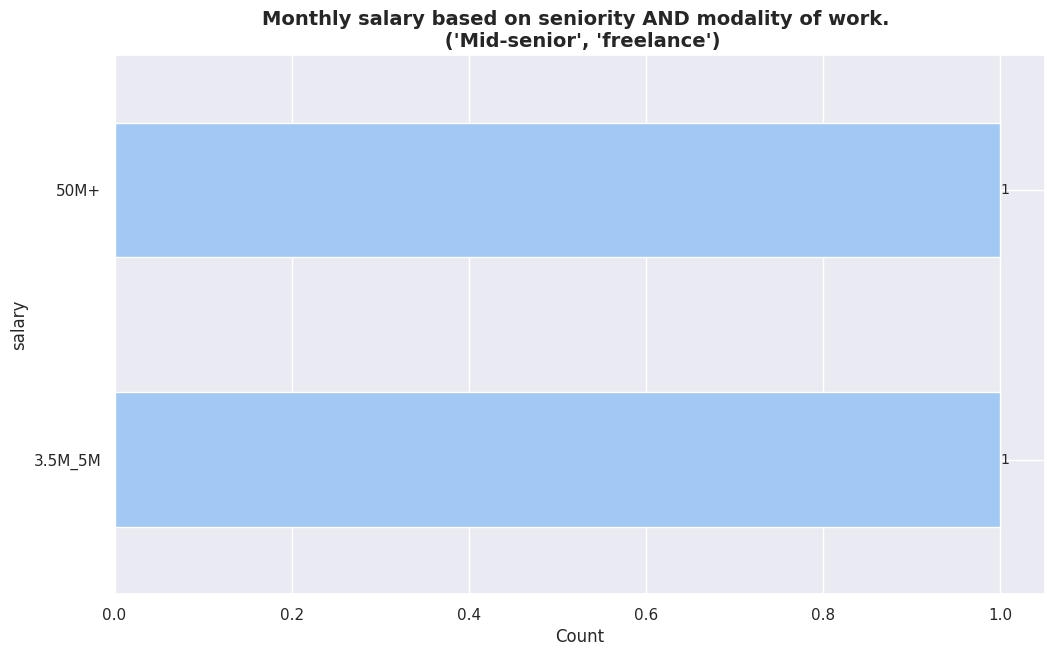 Monthly salary based on seniority AND modality of work.
('Mid-senior', 'freelance')
50M+
1
salary
3.5M_5M
1
0.0 0.2 0.4 0.6 0.8 1.0
Count